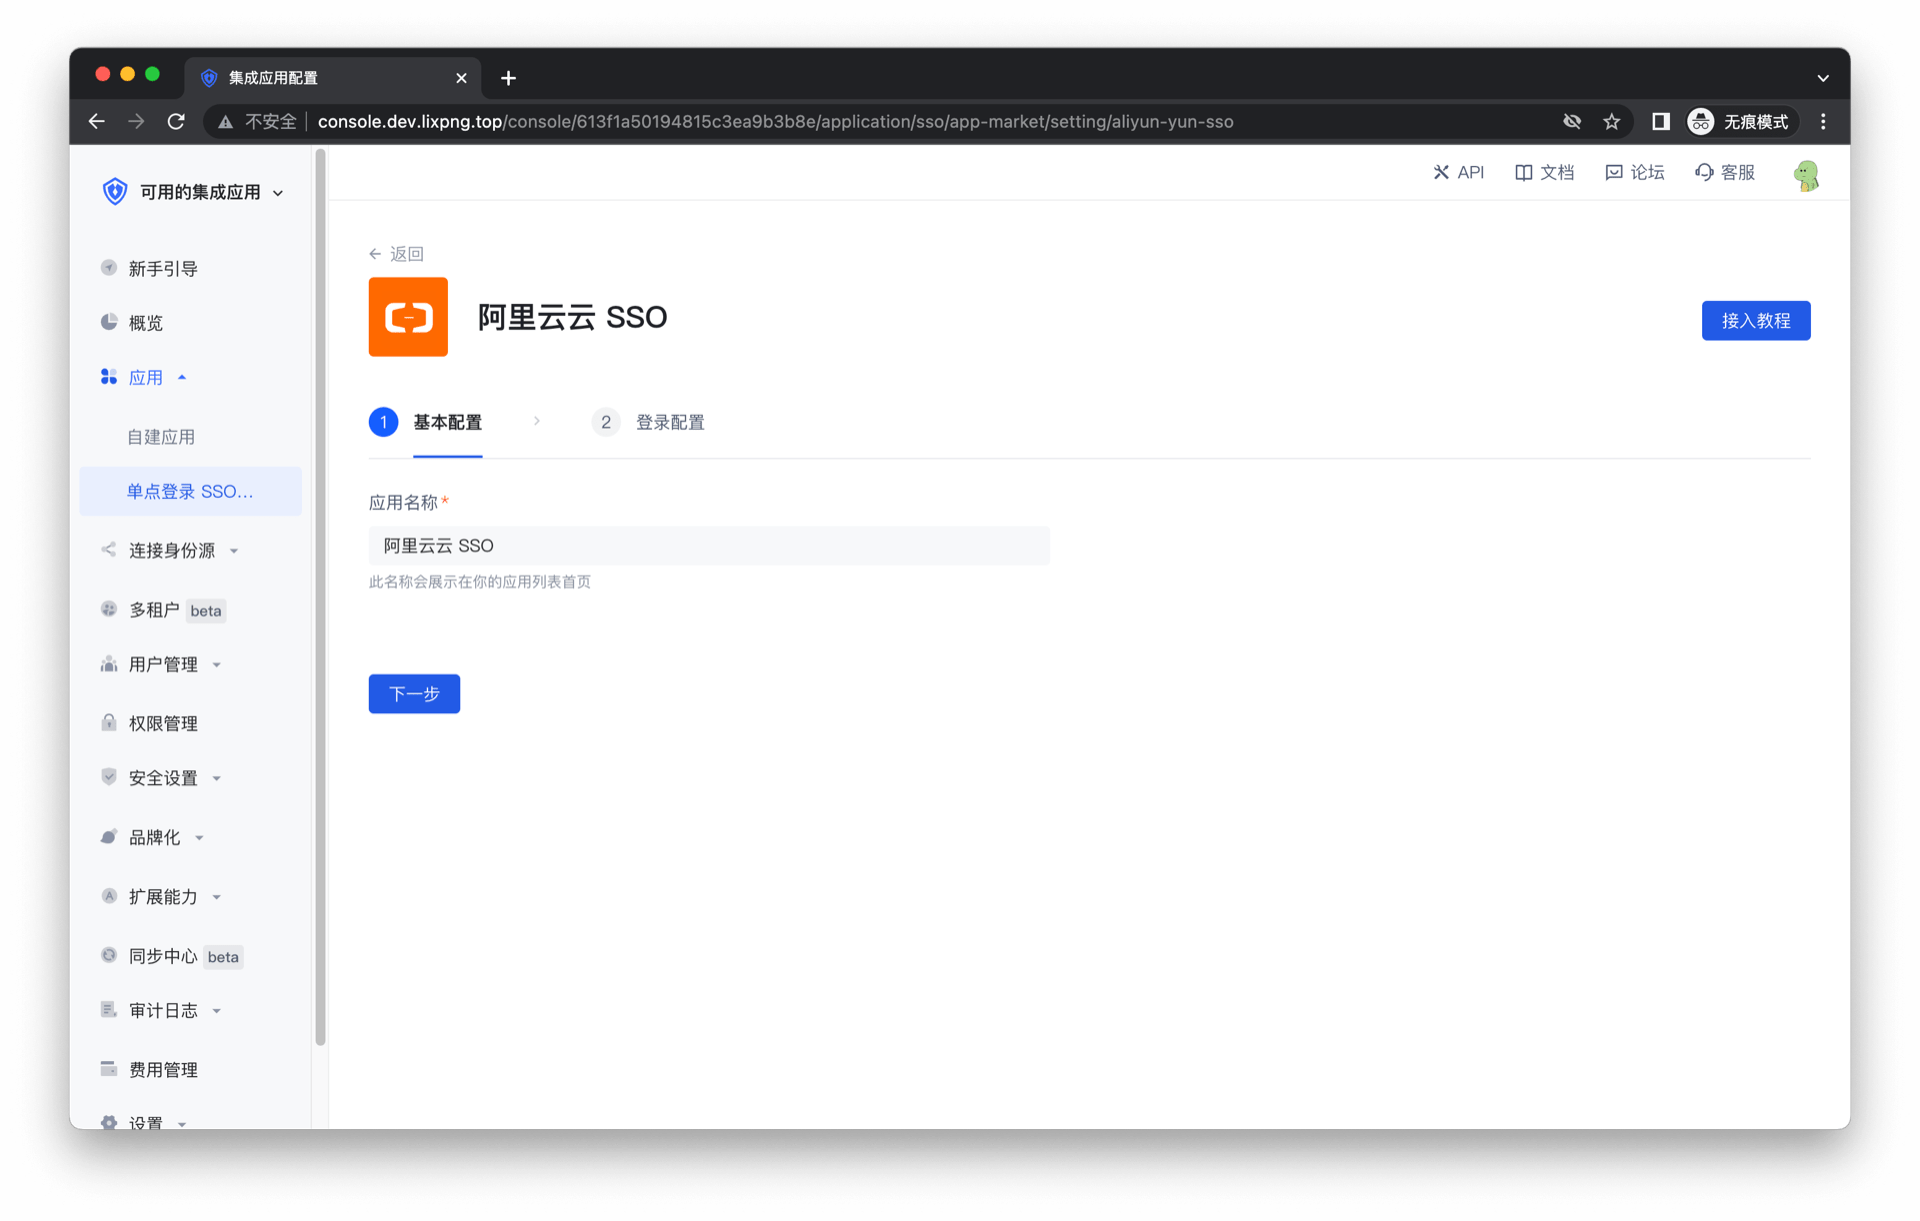 集成应用配置
不安全 console.dev.lixpng.top/console/613f1a50194815c3ea9b3b8e/application/sso/app-market/setting/aliyun-yun-sso 无痕模式
可用的集成应用
API 文档 论坛 客服
新手引导
概览
应用
自建应用
单点登录 SSO...
连接身份源
多租户 beta
用户管理
权限管理
安全设置
品牌化
扩展能力
同步中心 beta
审计日志
费用管理
设置
返回
阿里云云 SSO
接入教程
1 基本配置
2 登录配置
应用名称*
阿里云云 SSO
此名称会展示在你的应用列表首页
下一步